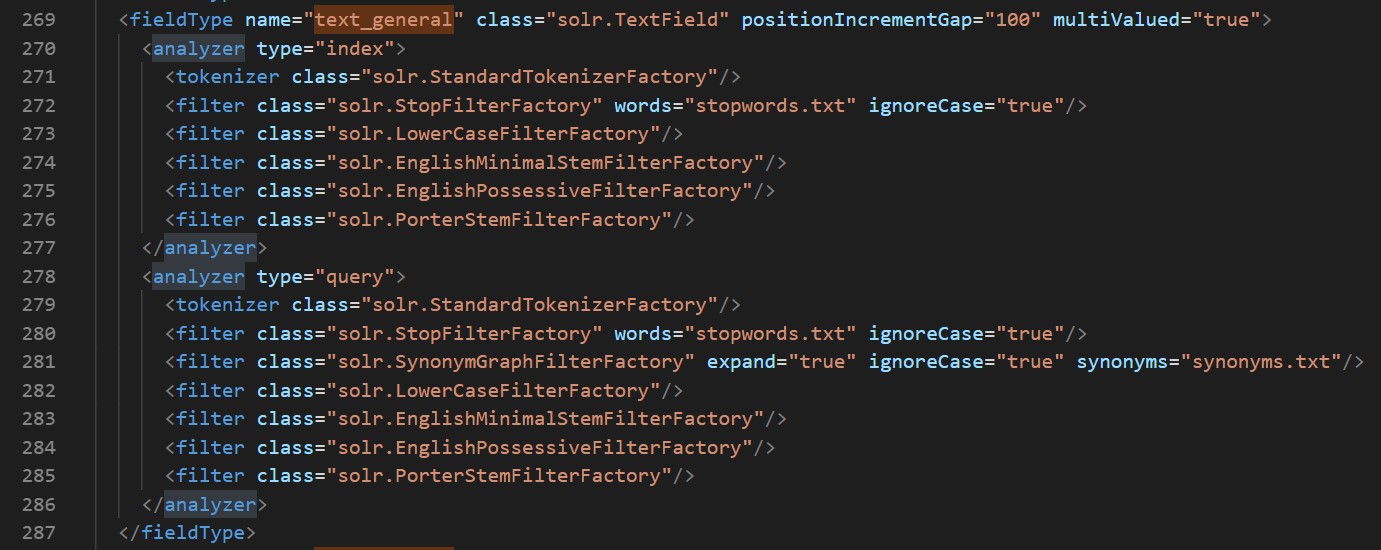 269 <fieldType name="text_general" class="solr.TextField" positionIncrementGap="100" multiValued="true">
270 <analyzer type="index">
271 <tokenizer class="solr.StandardTokenizerFactory"/>
272 <filter class="solr.StopFilterFactory" words="stopwords.txt" ignoreCase="true"/>
273 <filter class="solr.LowerCaseFilterFactory"/>
274 <filter class="solr.EnglishMinimalStemFilterFactory"/>
275 <filter class="solr.EnglishPossessiveFilterFactory"/>
276 <filter class="solr.PorterStemFilterFactory"/>
277 </analyzer>
278 <analyzer type="query">
279 <tokenizer class="solr.StandardTokenizerFactory"/>
280 <filter class="solr.StopFilterFactory" words="stopwords.txt" ignoreCase="true"/>
281 <filter class="solr.SynonymGraphFilterFactory" expand="true" ignoreCase="true" synonyms="synonyms.txt"/>
282 <filter class="solr.LowerCaseFilterFactory"/>
283 <filter class="solr.EnglishMinimalStemFilterFactory"/>
284 <filter class="solr.EnglishPossessiveFilterFactory"/>
285 <filter class="solr.PorterStemFilterFactory"/>
286 </analyzer>
287 </fieldType>